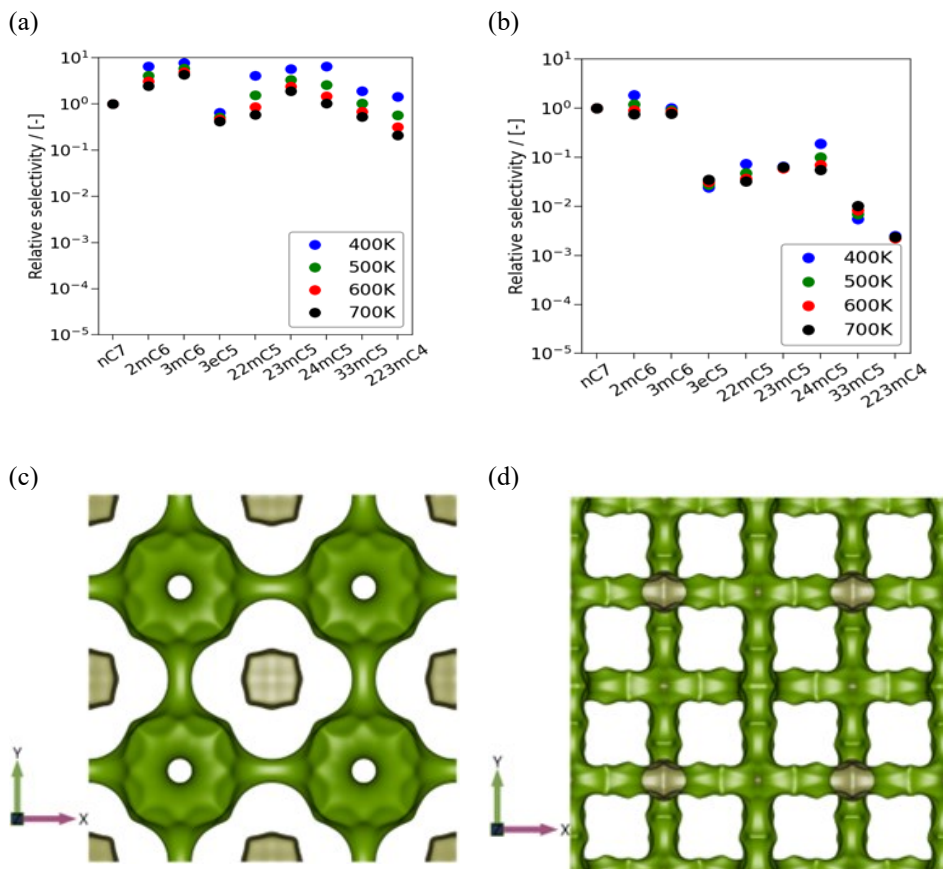 (a)
(b)
Relative selectivity / [-]
10^1
10^0
10^−1
10^−2
10^−3
10^−4
10^−5
400K
500K
600K
700K
nC7
2mC6
3mC6
3eC5
22mC5
23mC5
24mC5
33mC5
223mC4
Relative selectivity / [-]
10^1
10^0
10^−1
10^−2
10^−3
10^−4
10^−5
400K
500K
600K
700K
nC7
2mC6
3mC6
3eC5
22mC5
23mC5
24mC5
33mC5
223mC4
(c)
(d)
Y
X
Y
X